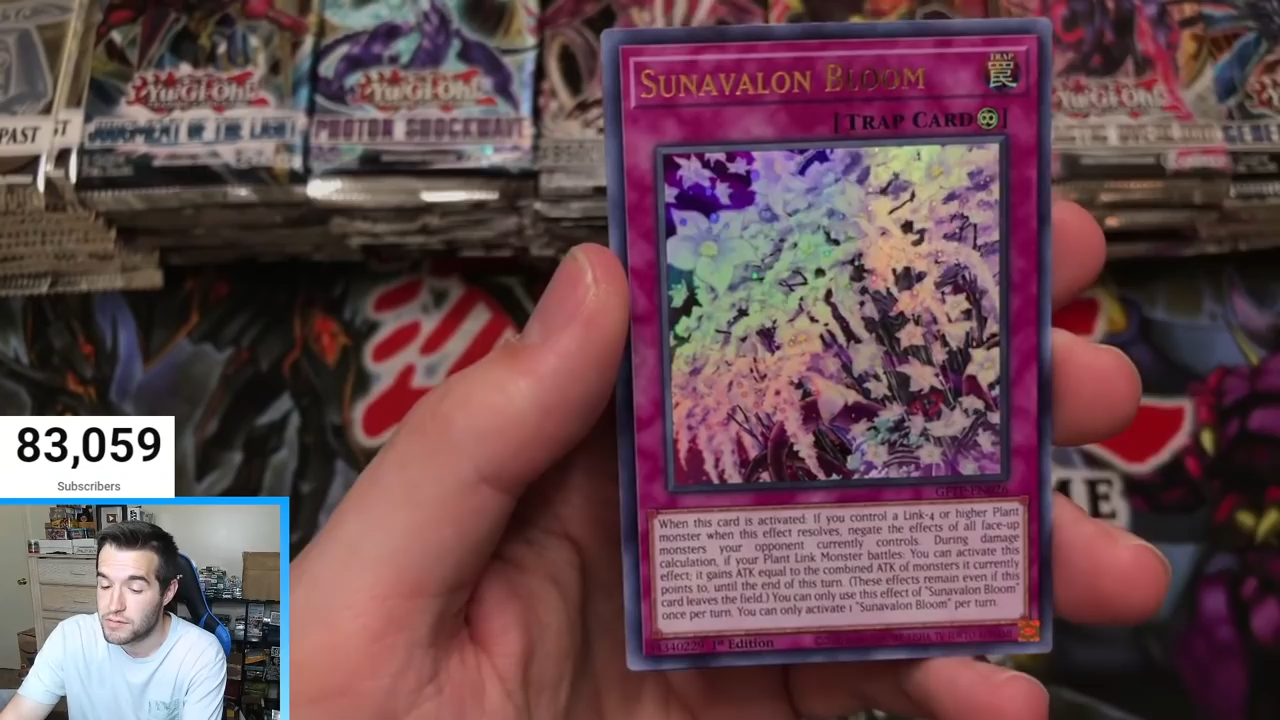 PAST
Yu-Gi-Oh!
JUDGMENT OF THE LIGHT
Yu-Gi-Oh!
PHOTON SHOCKWAVE
Yu-Gi-Oh!
SUNAVALON BLOOM
TRAP
罠
[TRAP CARD ]
When this card is activated: If you control a Link-4 or higher Plant
monster when this effect resolves, negate the effects of all face-up
monsters your opponent currently controls. During damage
calculation, if your Plant Link Monster battles: You can activate this
effect; it gains ATK equal to the combined ATK of monsters it currently
points to, until the end of this turn. (These effects remain even if this
card leaves the field.) You can only use this effect of "Sunavalon Bloom"
once per turn. You can only activate 1 "Sunavalon Bloom" per turn.
1st Edition
83,059
Subscribers